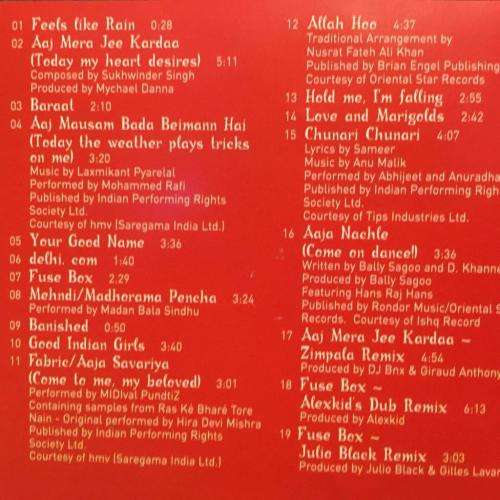 01 Feels like Rain 0:28
02 Aaj Mera Jee Kardaa
(Today my heart desires) 5:11
Composed by Sukhwinder Singh
Produced by Mychael Danna
03 Baraat 2:10
04 Aaj Mausam Bada Beimann Hai
(Today the weather plays tricks
on me) 3:20
Music by Laxmikant Pyarelal
Performed by Mohammed Rafi
Published by Indian Performing Rights
Society Ltd.
Courtesy of hmv (Saregama India Ltd.)
05 Your Good Name 3:36
06 delhi. com 1:40
07 Fuse Box 2.29
08 Mehndi/Madhorama Pencha 3:24
Performed by Madan Bala Sindhu
09 Banished 0:50
10 Good Indian Girls 3:40
11 Fabric/Aaja Savariya
(Come to me, my beloved) 3:01
Performed by MIDIval PunditZ
Containing samples from Ras Ké Bharé Tore
Nain - Original performed by Hira Devi Mishra
Published by Indian Performing Rights
Society Ltd.
Courtesy of hmv (Saregama India Ltd.)
12 Allah Hoo 4:37
Traditional Arrangement by
Nusrat Fateh Ali Khan
Published by Brian Engel Publishing
Courtesy of Oriental Star Records
13 Hold me, I'm falling 2:55
14 Love and Marigolds 2:42
15 Chunari Chunari 4:07
Lyrics by Sameer
Music by Anu Malik
Performed by Abhijeet and Anuradha
Published by Indian Performing Righ
Society Ltd.
Courtesy of Tips Industries Ltd.
16 Aaja Nachle
(Come on dance!) 3:36
Written by Bally Sagoo and D. Khanne
Produced by Bally Sagoo
Featuring Hans Raj Hans
Published by Rondor Music/Oriental S
Records. Courtesy of Ishq Record
17 Aaj Mera Jee Kardaa ~
Zimpala Remix 4:54
Produced by DJ Bnx & Giraud Anthony
18 Fuse Box ~
Alexkid's Dub Remix 6:13
Produced by Alexkid
19 Fuse Box ~
Julio Black Remix 3:03
Produced by Julio Black & Gilles Lavar